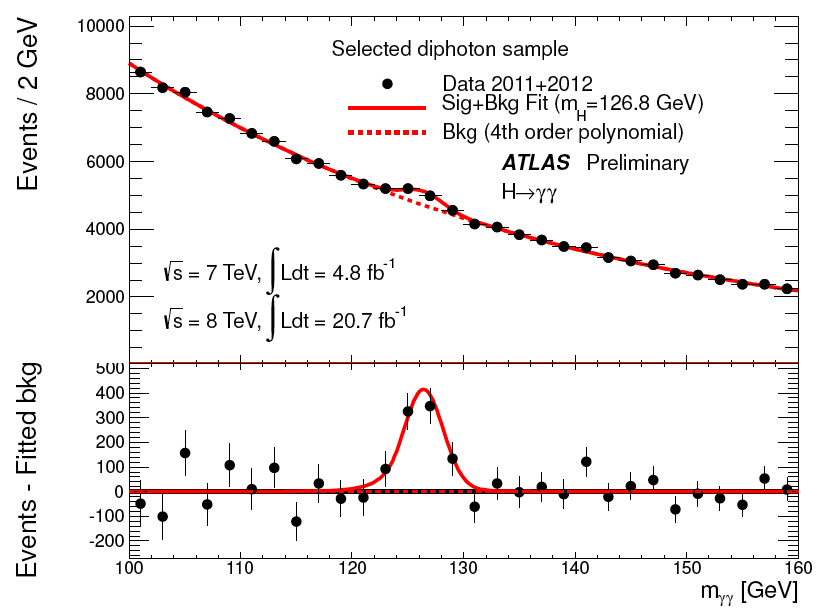 Events / 2 GeV
10000
8000
6000
4000
2000
Selected diphoton sample
Data 2011+2012
Sig+Bkg Fit (m_H=126.8 GeV)
Bkg (4th order polynomial)
ATLAS Preliminary
H→γγ
√s = 7 TeV, ∫Ldt = 4.8 fb⁻¹
√s = 8 TeV, ∫Ldt = 20.7 fb⁻¹
Events - Fitted bkg
500
400
300
200
100
0
-100
-200
100 110 120 130 140 150 160
m_γγ [GeV]